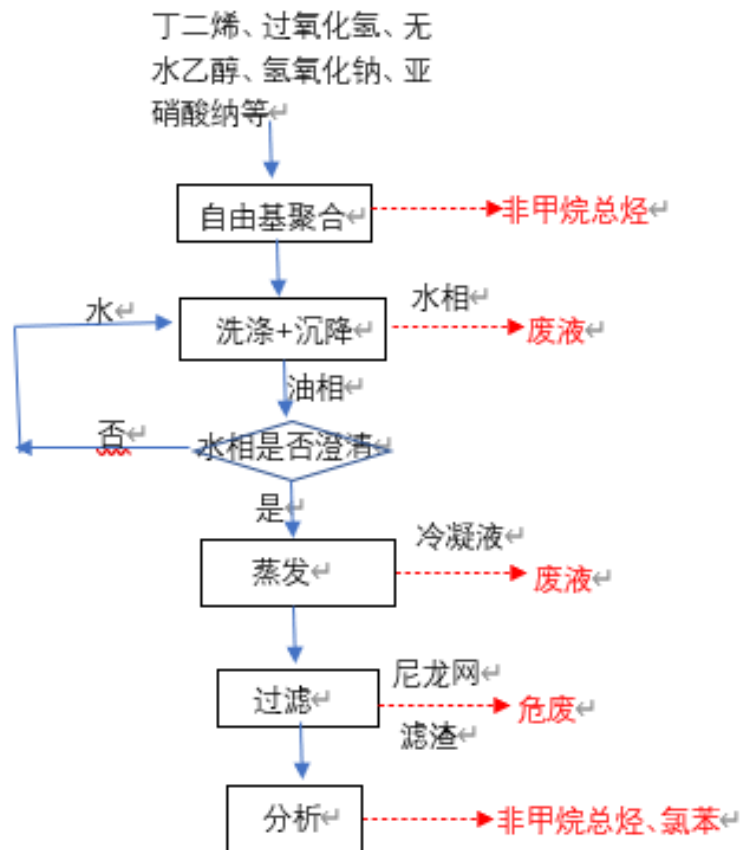 丁二烯、过氧化氢、无
水乙醇、氢氧化钠、亚
硝酸纳等
自由基聚合
非甲烷总烃
水
洗涤+沉降
水相
废液
油相
否
水相是否澄清
是
冷凝液
蒸发
废液
尼龙网
过滤
危废
滤渣
分析
非甲烷总烃、氯苯